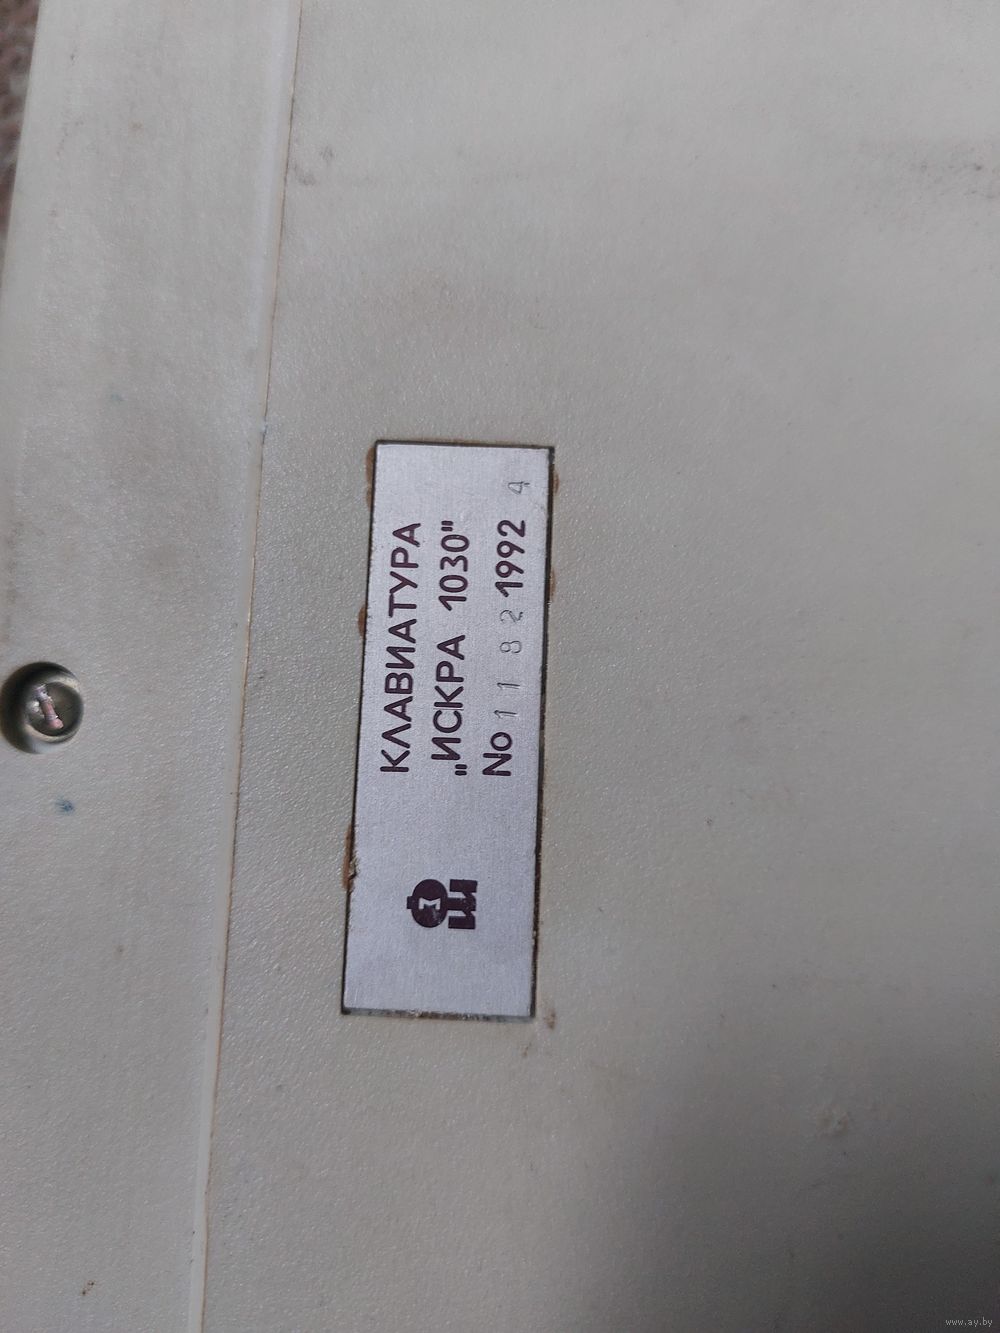 КЛАВИАТУРА
„ИСКРА 1030"
No 1 1 8 2 1992 4
www.ay.by